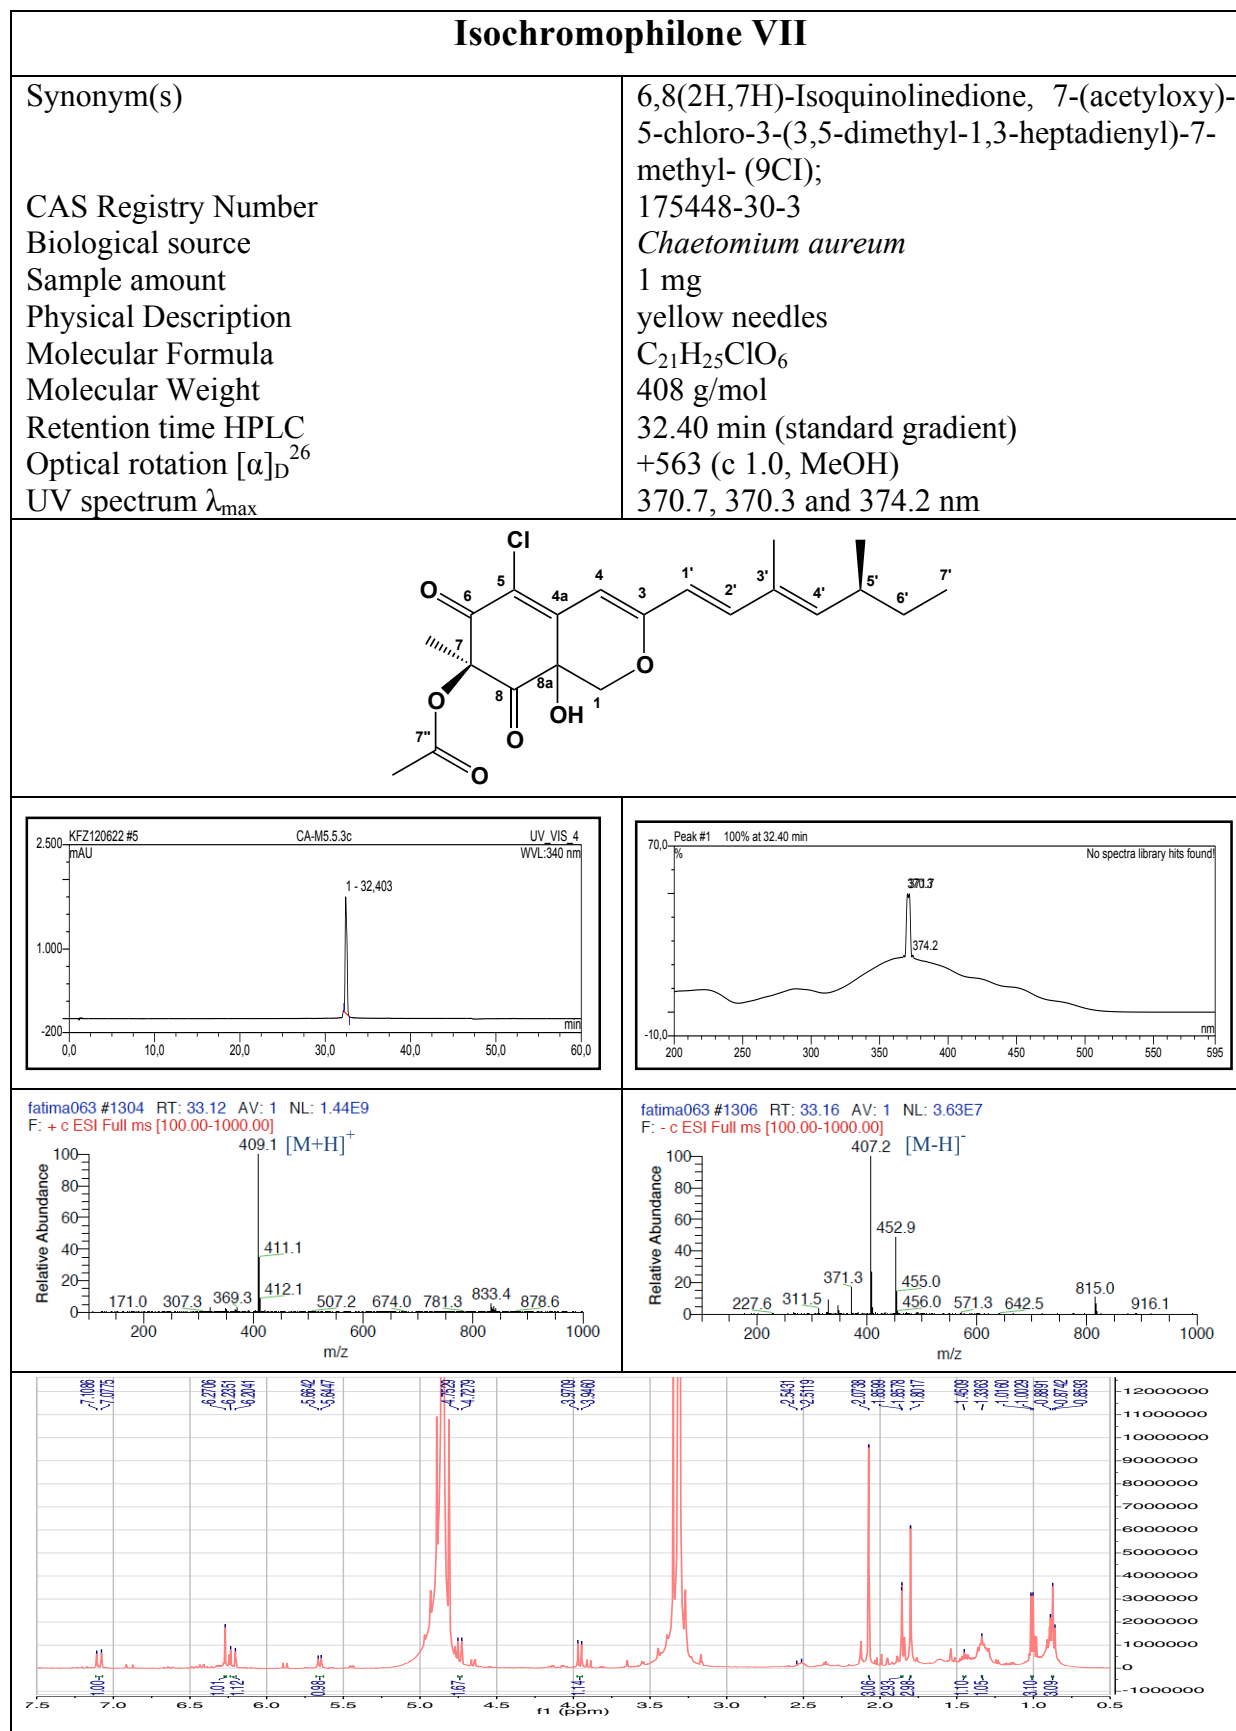 Isochromophilone VII
Synonym(s)
6,8(2H,7H)-Isoquinolinedione, 7-(acetyloxy)-
5-chloro-3-(3,5-dimethyl-1,3-heptadienyl)-7-
methyl- (9CI);
CAS Registry Number 175448-30-3
Biological source Chaetomium aureum
Sample amount 1 mg
Physical Description yellow needles
Molecular Formula C₂₁H₂₅ClO₆
Molecular Weight 408 g/mol
Retention time HPLC 32.40 min (standard gradient)
Optical rotation [α]D²⁶ +563 (c 1.0, MeOH)
UV spectrum λmax 370.7, 370.3 and 374.2 nm
Cl
5 4 1' 3' 5' 7'
O 6 4a 3 2' 4' 6'
7 O
8a
O 8 OH 1
7'' O
O
KFZ120622 #5 CA-M5.5.3c UV_VIS_4
2.500 mAU WVL:340 nm
1 - 32,403
1.000
-200 min
0,0 10,0 20,0 30,0 40,0 50,0 60,0
Peak #1 100% at 32.40 min
70,0 % No spectra library hits found!
374.2
-10,0 nm
200 250 300 350 400 450 500 550 595
fatima063 #1304 RT: 33.12 AV: 1 NL: 1.44E9
F: + c ESI Full ms [100.00-1000.00]
409.1 [M+H]⁺
100
80
60
40 411.1
20 412.1
0 171.0 307.3 369.3 507.2 674.0 781.3 833.4 878.6
200 400 600 800 1000
m/z
Relative Abundance
fatima063 #1306 RT: 33.16 AV: 1 NL: 3.63E7
F: - c ESI Full ms [100.00-1000.00]
407.2 [M-H]⁻
100
80
60
40 452.9
20 371.3 455.0 815.0
0 227.6 311.5 456.0 571.3 642.5 916.1
200 400 600 800 1000
m/z
Relative Abundance
7.1086 7.0775 6.2706 6.2351 6.2041 5.6642 5.6447 4.7529 4.7279 3.9709 3.9460 2.5431 2.5119 2.0738 1.8599 1.8578 1.8017 1.4509 1.3363 1.0160 1.0029 0.8891 0.8742 0.8593
12000000
11000000
10000000
9000000
8000000
7000000
6000000
5000000
4000000
3000000
2000000
1000000
0
-1000000
1.00 1.01 1.12 0.98 1.67 1.14 3.06 2.93 2.98 1.10 1.05 3.10 3.09
7.5 7.0 6.5 6.0 5.5 5.0 4.5 4.0 3.5 3.0 2.5 2.0 1.5 1.0 0.5
f1 (ppm)